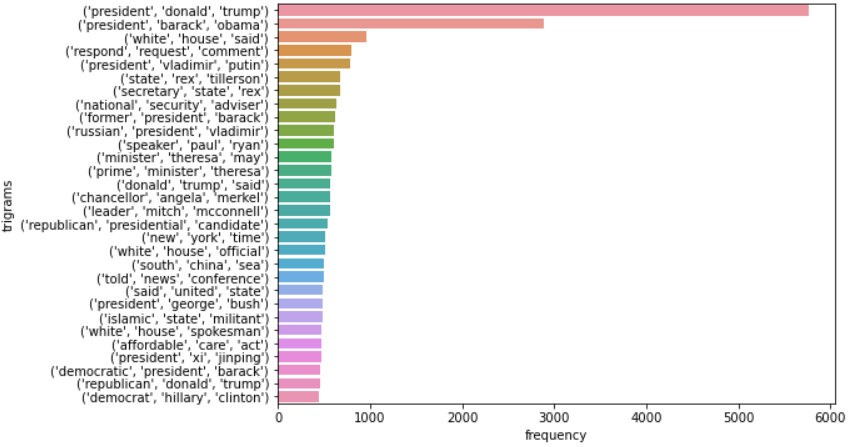 ('president', 'donald', 'trump')
('president', 'barack', 'obama')
('white', 'house', 'said')
('respond', 'request', 'comment')
('president', 'vladimir', 'putin')
('state', 'rex', 'tillerson')
('secretary', 'state', 'rex')
('national', 'security', 'adviser')
('former', 'president', 'barack')
('russian', 'president', 'vladimir')
('speaker', 'paul', 'ryan')
('minister', 'theresa', 'may')
('prime', 'minister', 'theresa')
('donald', 'trump', 'said')
('chancellor', 'angela', 'merkel')
('leader', 'mitch', 'mcconnell')
('republican', 'presidential', 'candidate')
('new', 'york', 'time')
('white', 'house', 'official')
('south', 'china', 'sea')
('told', 'news', 'conference')
('said', 'united', 'state')
('president', 'george', 'bush')
('islamic', 'state', 'militant')
('white', 'house', 'spokesman')
('affordable', 'care', 'act')
('president', 'xi', 'jinping')
('democratic', 'president', 'barack')
('republican', 'donald', 'trump')
('democrat', 'hillary', 'clinton')
trigrams
0 1000 2000 3000 4000 5000 6000
frequency